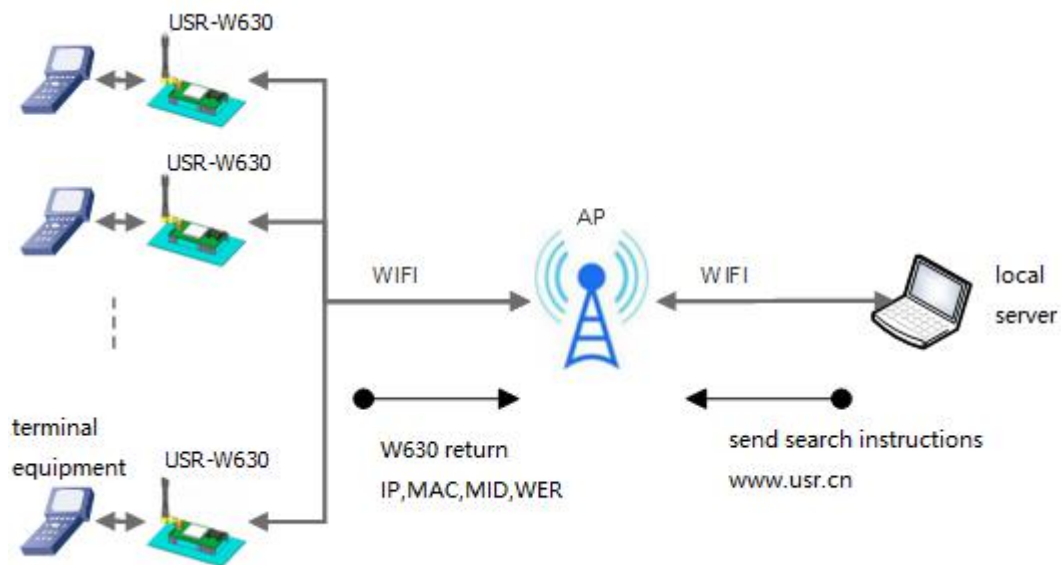 USR-W630
USR-W630
AP
WIFI
WIFI
local
server
terminal
equipment
USR-W630
W630 return
IP,MAC,MID,WER
send search instructions
www.usr.cn